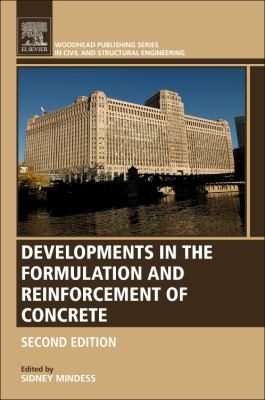 ELSEVIER
WOODHEAD PUBLISHING SERIES
IN CIVIL AND STRUCTURAL ENGINEERING
DEVELOPMENTS IN THE
FORMULATION AND
REINFORCEMENT OF
CONCRETE
SECOND EDITION
Edited by
SIDNEY MINDESS